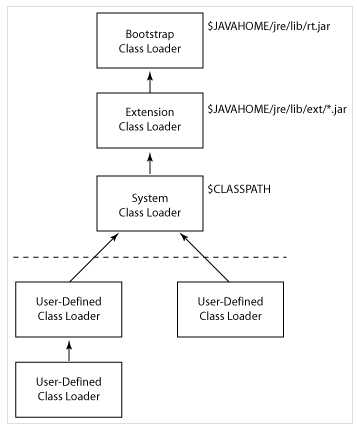 Bootstrap
Class Loader
$JAVAHOME/jre/lib/rt.jar
Extension
Class Loader
$JAVAHOME/jre/lib/ext/*.jar
System
Class Loader
$CLASSPATH
User-Defined
Class Loader
User-Defined
Class Loader
User-Defined
Class Loader